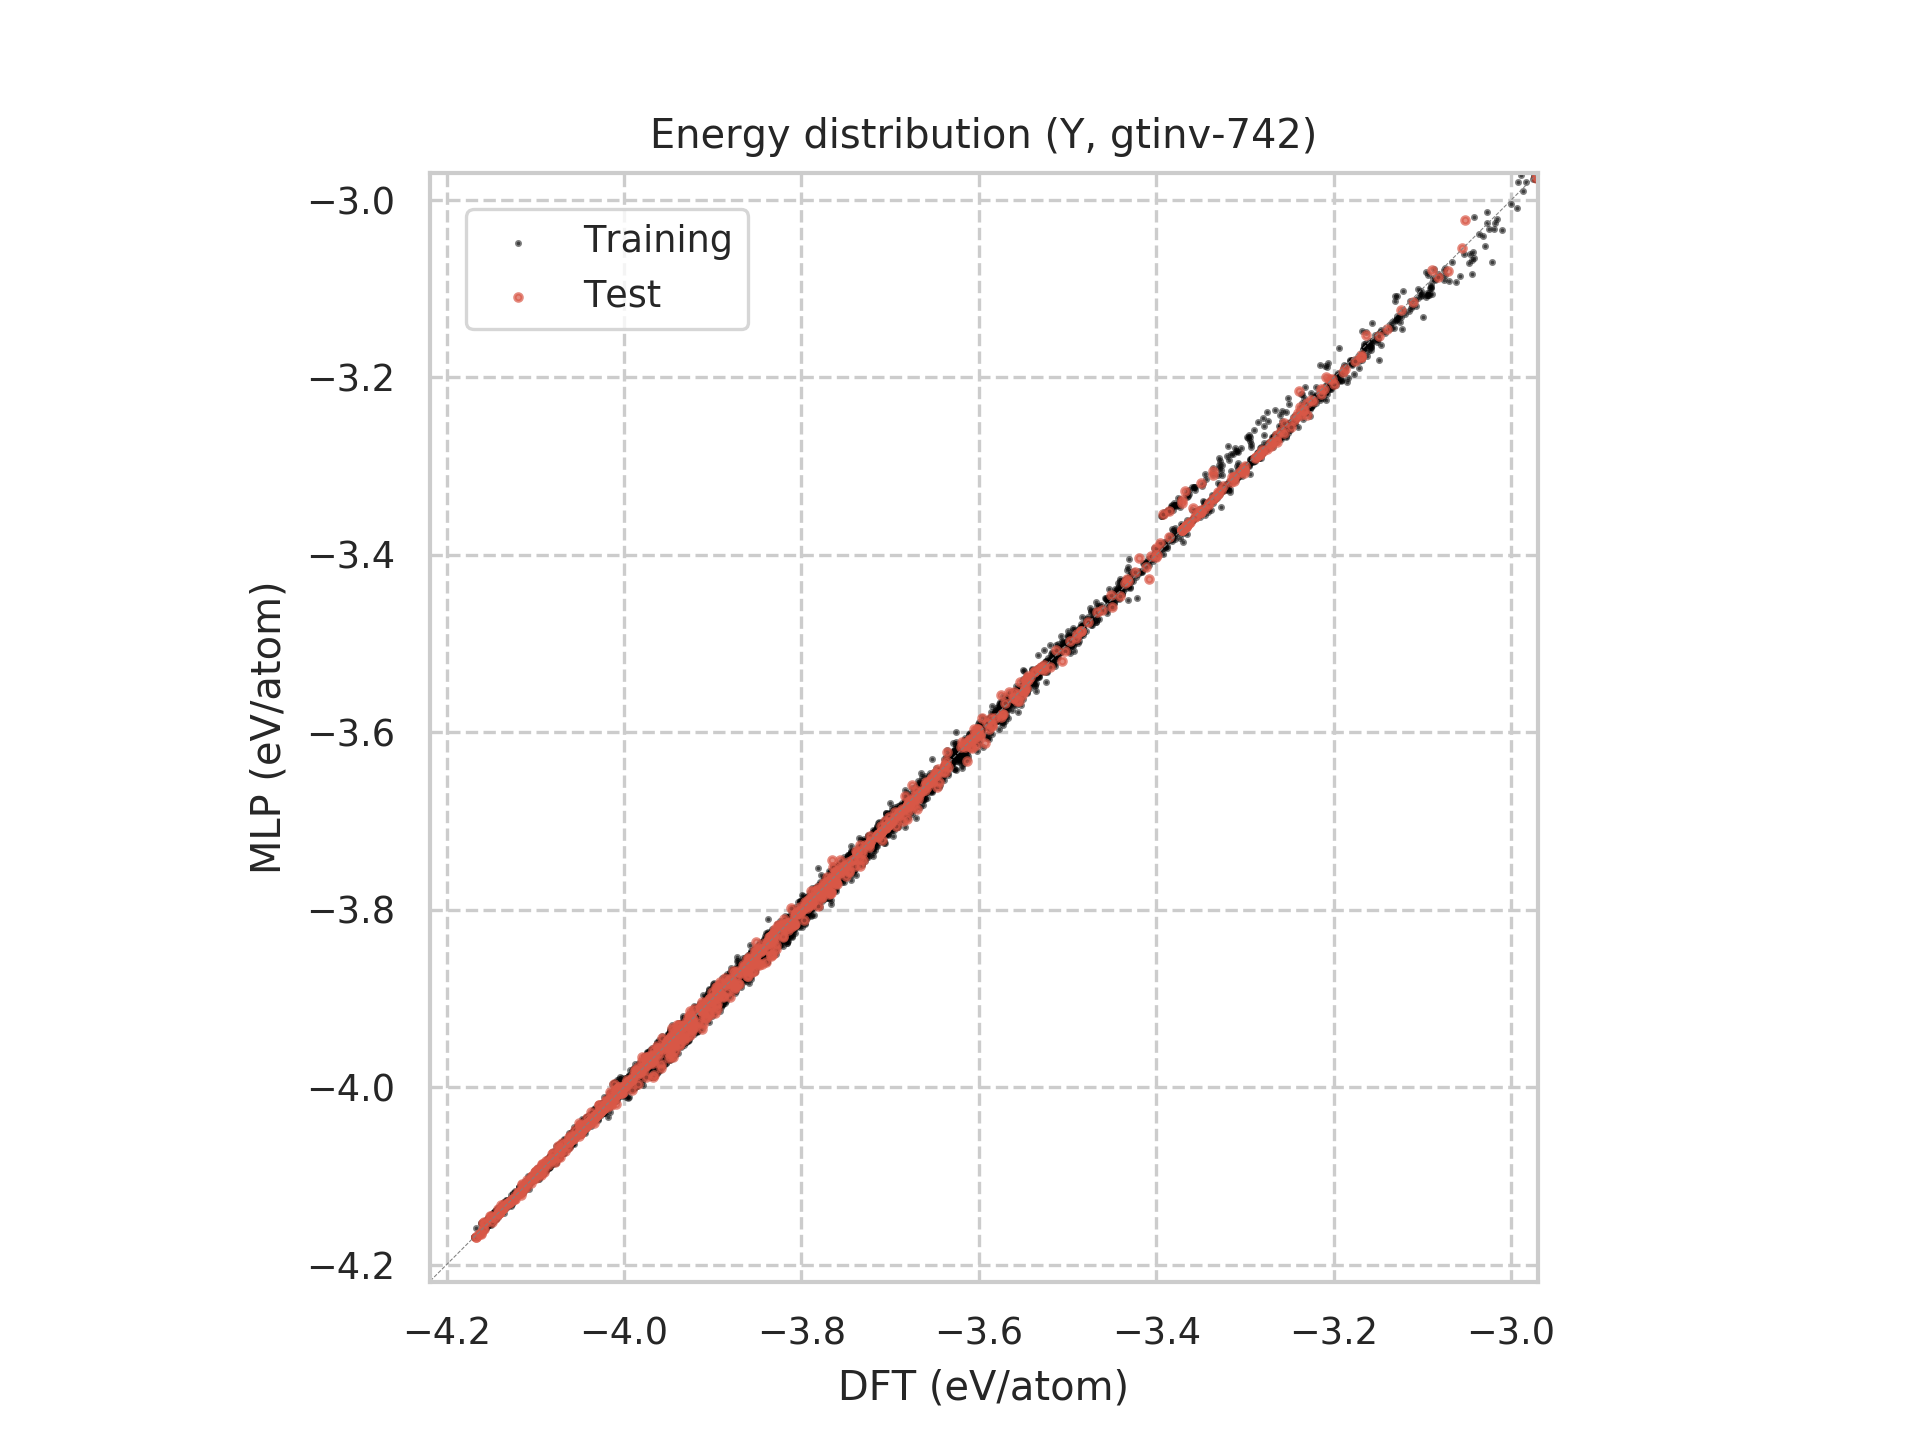 Energy distribution (Y, gtinv-742)
Training
Test
MLP (eV/atom)
−3.0
−3.2
−3.4
−3.6
−3.8
−4.0
−4.2
−4.2 −4.0 −3.8 −3.6 −3.4 −3.2 −3.0
DFT (eV/atom)